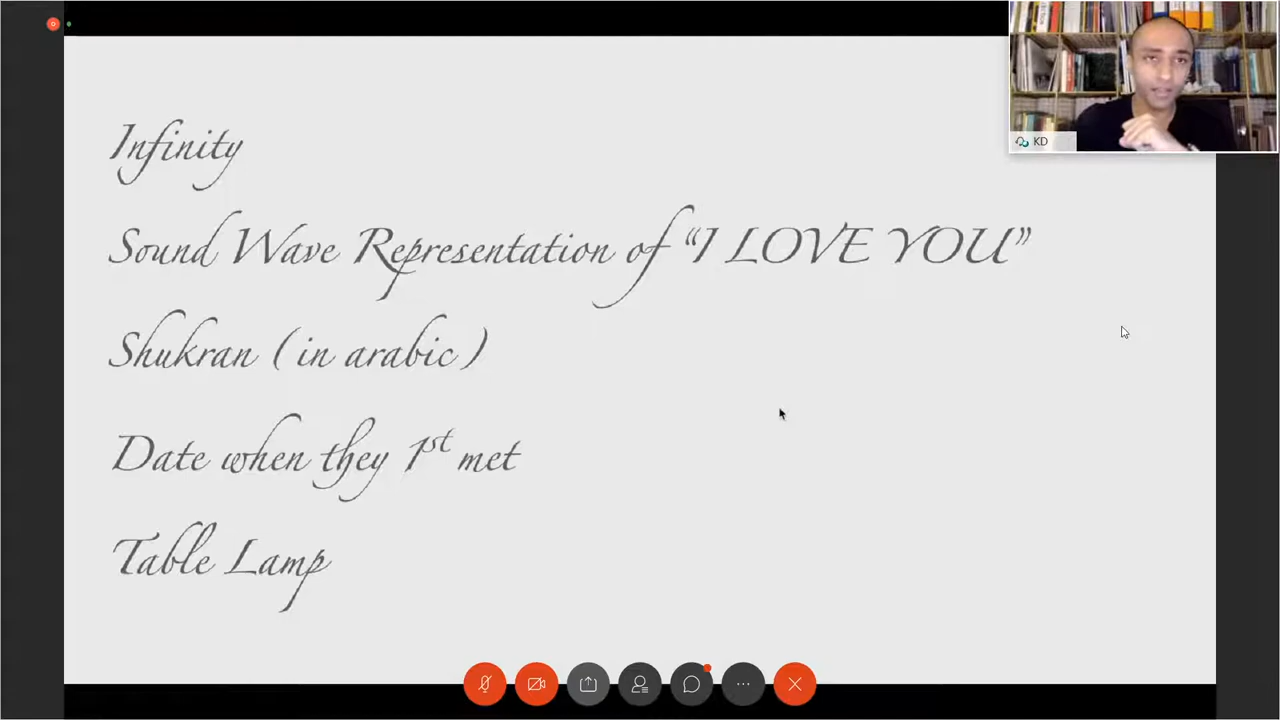 Infinity
KD
Sound Wave Representation of “I LOVE YOU”
Shukran ( in arabic )
Date when they 1st met
Table Lamp